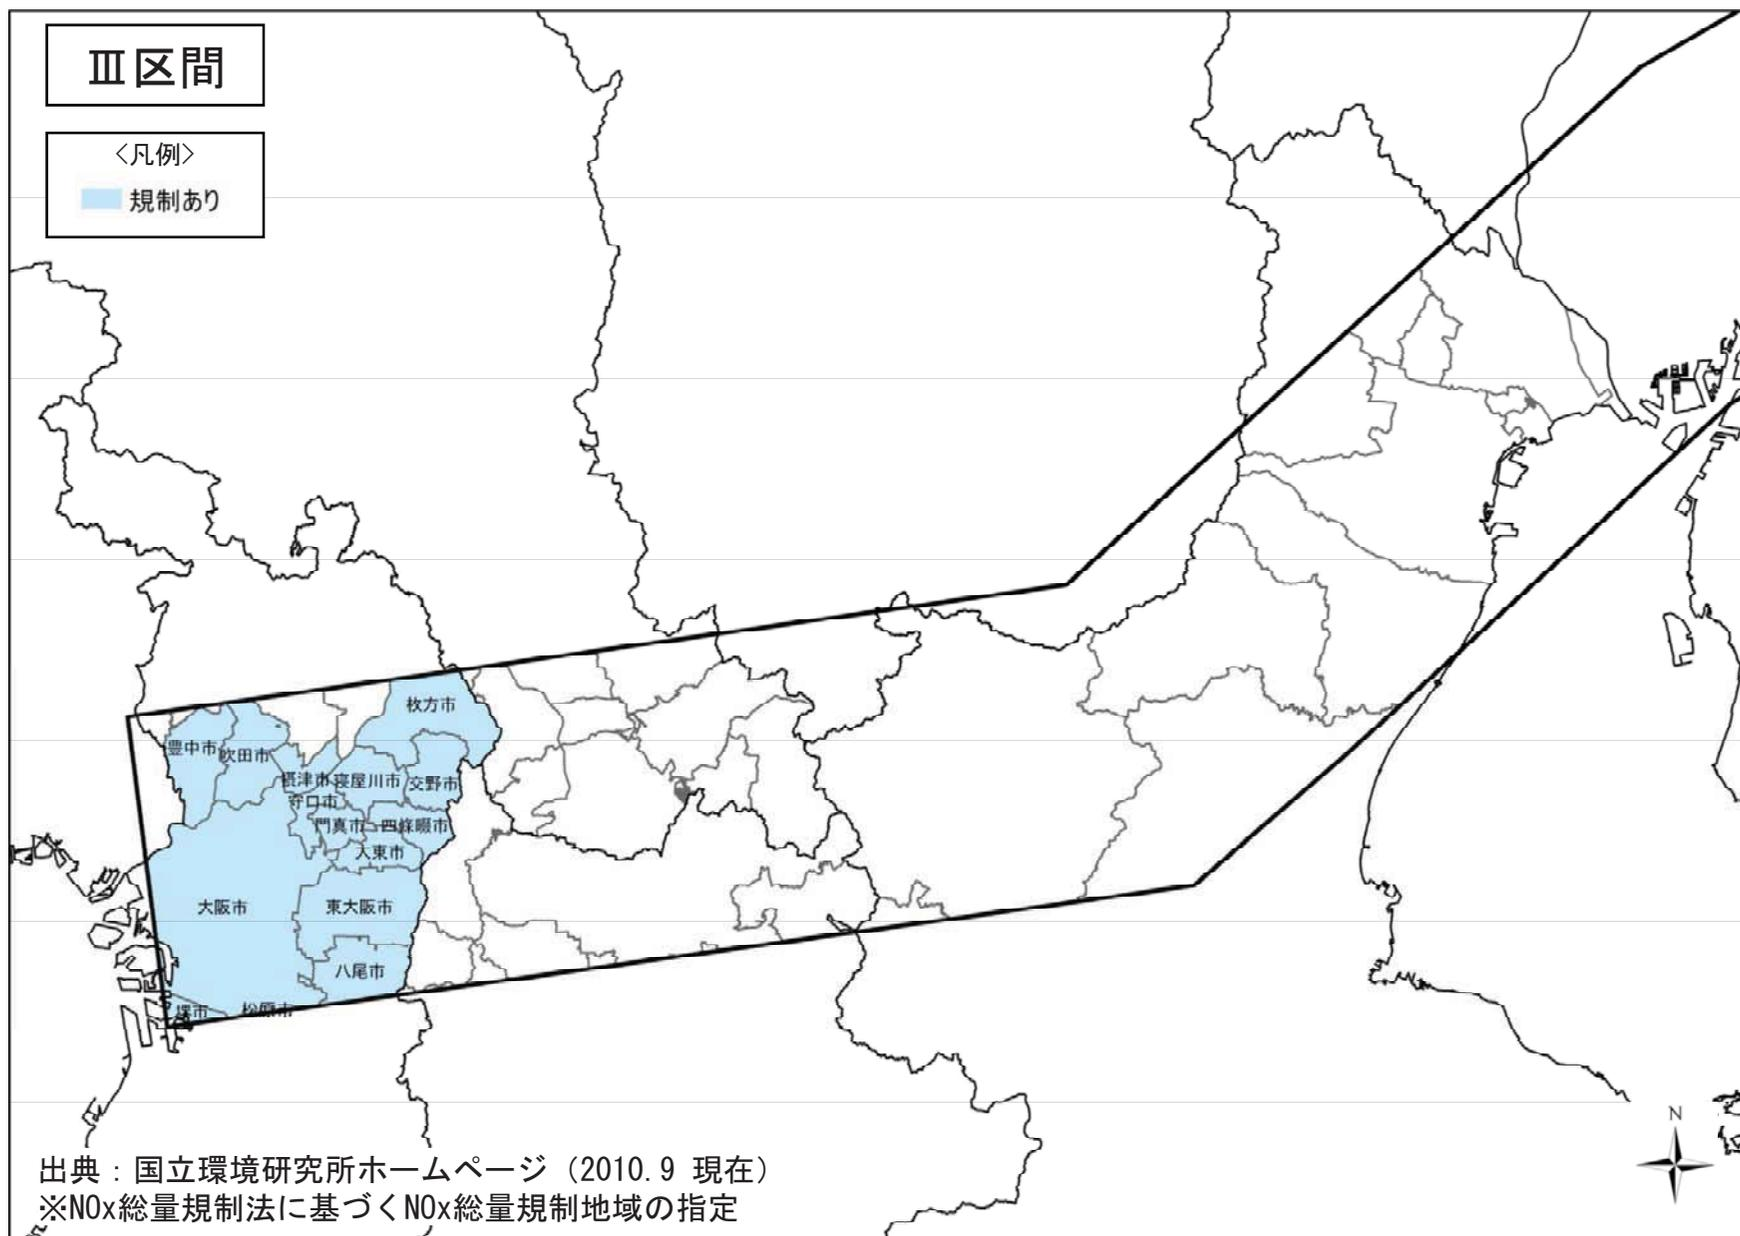 Ⅲ区間
<凡例>
規制あり
枚方市
豊中市
吹田市
摂津市
寝屋川市
交野市
守口市
門真市
四條畷市
大東市
大阪市
東大阪市
八尾市
堺市
松原市
N
出典：国立環境研究所ホームページ（2010.9 現在）
※NOx総量規制法に基づくNOx総量規制地域の指定